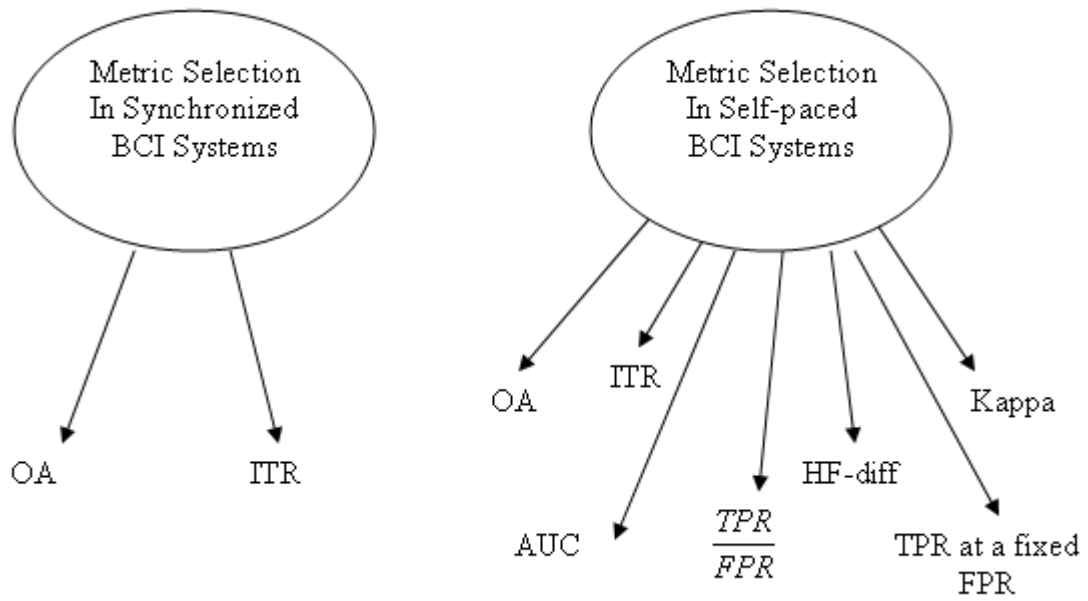 Metric Selection
In Synchronized
BCI Systems
OA
ITR
Metric Selection
In Self-paced
BCI Systems
OA
ITR
Kappa
HF-diff
AUC
TPR
FPR
TPR at a fixed
FPR